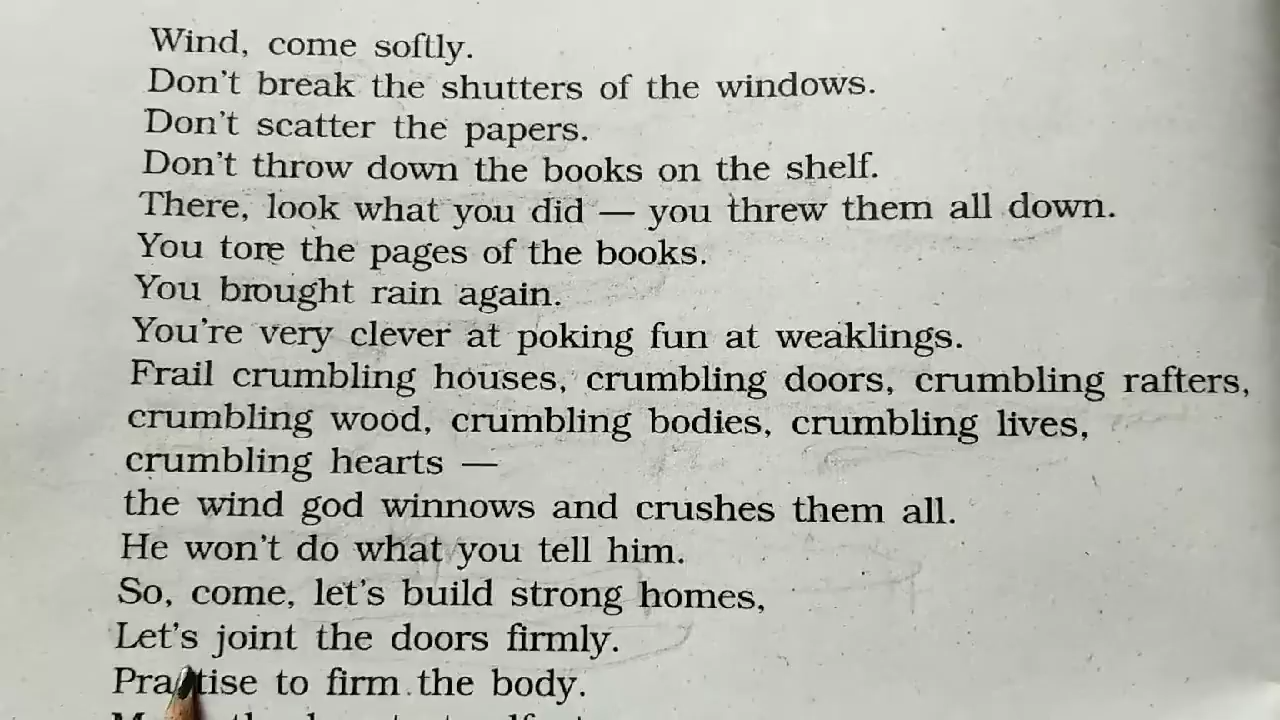 Wind, come softly.
Don't break the shutters of the windows.
Don't scatter the papers.
Don't throw down the books on the shelf.
There, look what you did — you threw them all down.
You tore the pages of the books.
You brought rain again.
You're very clever at poking fun at weaklings.
Frail crumbling houses, crumbling doors, crumbling rafters,
crumbling wood, crumbling bodies, crumbling lives,
crumbling hearts —
the wind god winnows and crushes them all.
He won't do what you tell him.
So, come, let's build strong homes,
Let's joint the doors firmly.
Practise to firm the body.